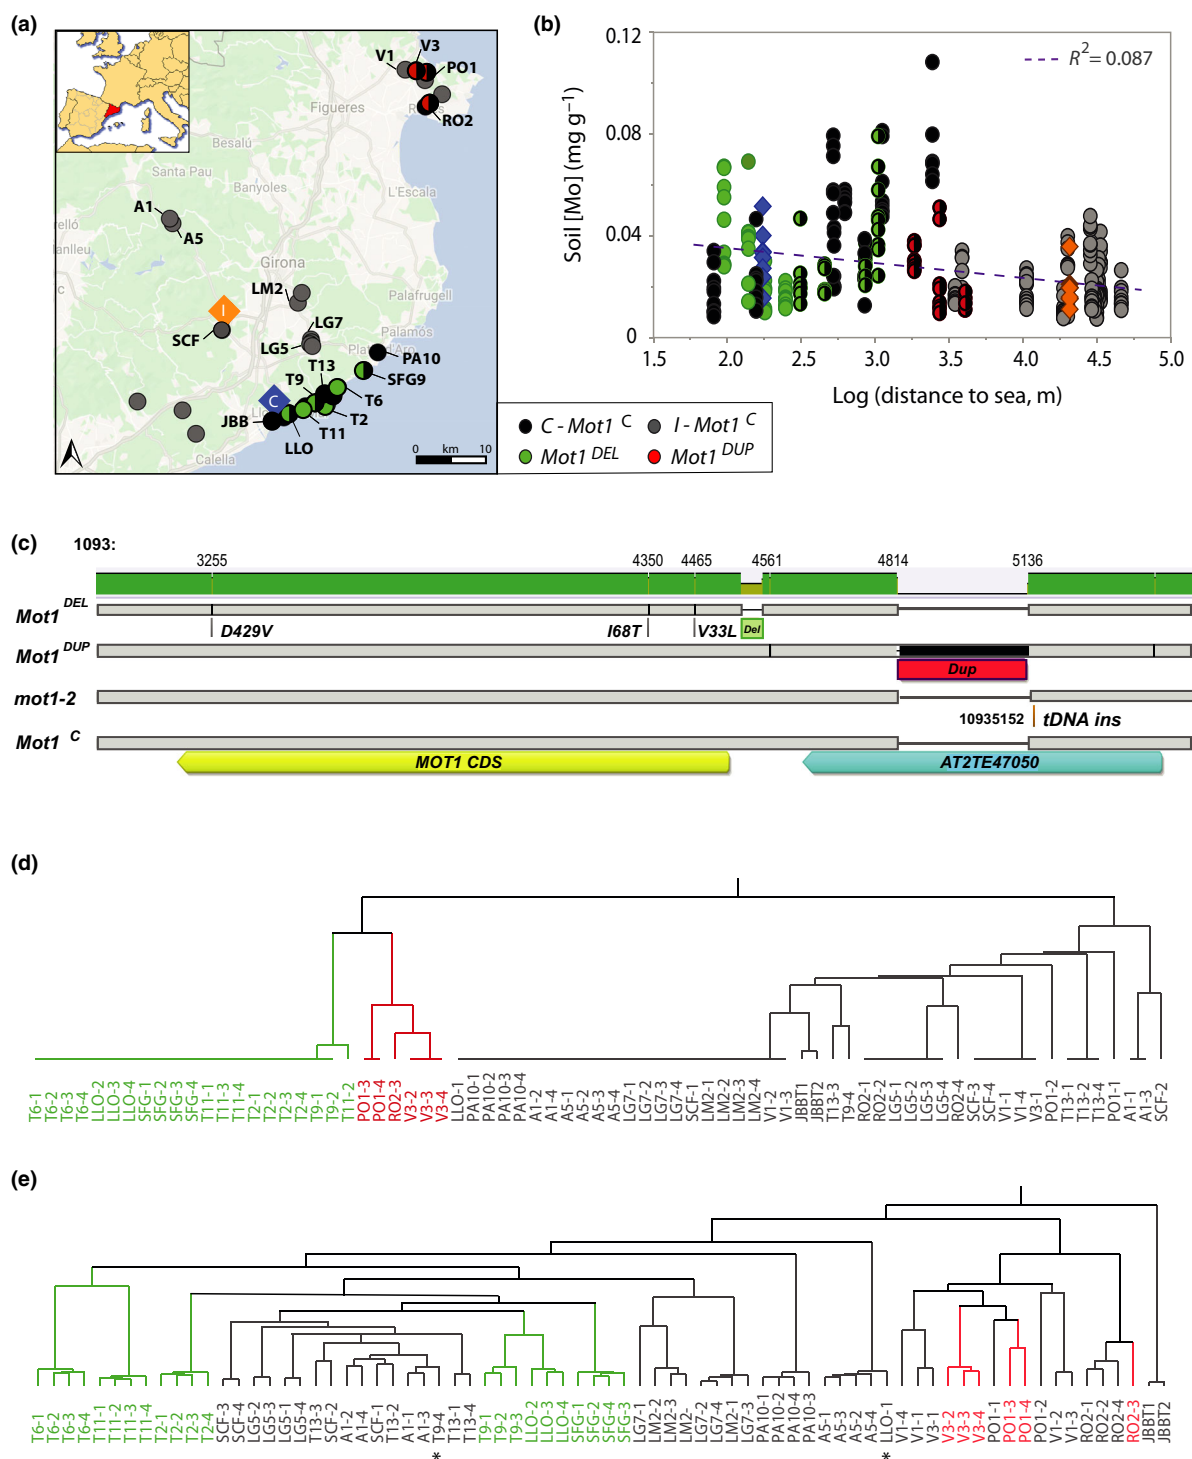 (a)
V1
V3
PO1
RO2
Figueres
Besalú
Santa Pau
Banyoles
L'Escala
A1
A5
Girona
LM2
Palafrugell
SCF
I
LG7
LG5
Palamós
PA10
T13
SFG9
T9
T6
C
JBB
T2
T11
LLO
Calella
0 km 10
(b)
0.12
0.08
0.04
0
Soil [Mo] (mg g–1)
R2 = 0.087
1.5 2.0 2.5 3.0 3.5 4.0 4.5 5.0
Log (distance to sea, m)
C - Mot1 C
I - Mot1 C
Mot1 DEL
Mot1 DUP
(c)
1093:
3255 4350 4465 4561 4814 5136
Mot1 DEL
D429V I68T V33L Del
Mot1 DUP
Dup
mot1-2
10935152 tDNA ins
Mot1 C
MOT1 CDS AT2TE47050
(d)
T6-1 T6-2 T6-3 T6-4 LLO-2 LLO-3 LLO-4 SFG-1 SFG-2 SFG-3 SFG-4 T11-1 T11-3 T11-4 T2-1 T2-2 T2-3 T2-4 T9-1 T9-2 T11-2 PO1-3 PO1-4 RO2-3 V3-2 V3-3 V3-4 LLO-1 PA10-1 PA10-2 PA10-3 PA10-4 A1-2 A1-4 A5-1 A5-2 A5-3 A5-4 LG7-1 LG7-2 LG7-3 LG7-4 SCF-1 LM2-1 LM2-2 LM2-3 LM2-4 V1-2 V1-3 JBBT1 JBBT2 T13-3 T9-4 RO2-1 RO2-2 LG5-1 LG5-2 LG5-3 LG5-4 RO2-4 SCF-3 SCF-4 V1-1 V1-4 V3-1 PO1-2 T13-1 T13-2 T13-4 PO1-1 A1-1 A1-3 SCF-2
(e)
T6-1 T6-2 T6-3 T6-4 T11-1 T11-2 T11-3 T11-4 T2-1 T2-2 T2-3 T2-4 SCF-3 SCF-4 LG5-2 LG5-3 LG5-1 LG5-4 T13-3 SCF-2 A1-2 A1-4 SCF-1 T13-2 A1-1 A1-3 T9-4 T13-1 T13-4 T9-1 T9-2 T9-3 LLO-2 LLO-3 LLO-4 SFG-1 SFG-2 SFG-4 SFG-3 LG7-1 LM2-2 LM2-3 LM2- LG7-2 LG7-4 LM2-1 LG7-3 PA10-1 PA10-2 PA10-4 PA10-3 A5-1 A5-3 A5-2 A5-4 LLO-1 V1-4 V1-1 V3-1 V3-2 V3-3 V3-4 PO1-1 PO1-3 PO1-4 PO1-2 V1-2 V1-3 RO2-1 RO2-2 RO2-4 RO2-3 JBBT1 JBBT2
* *